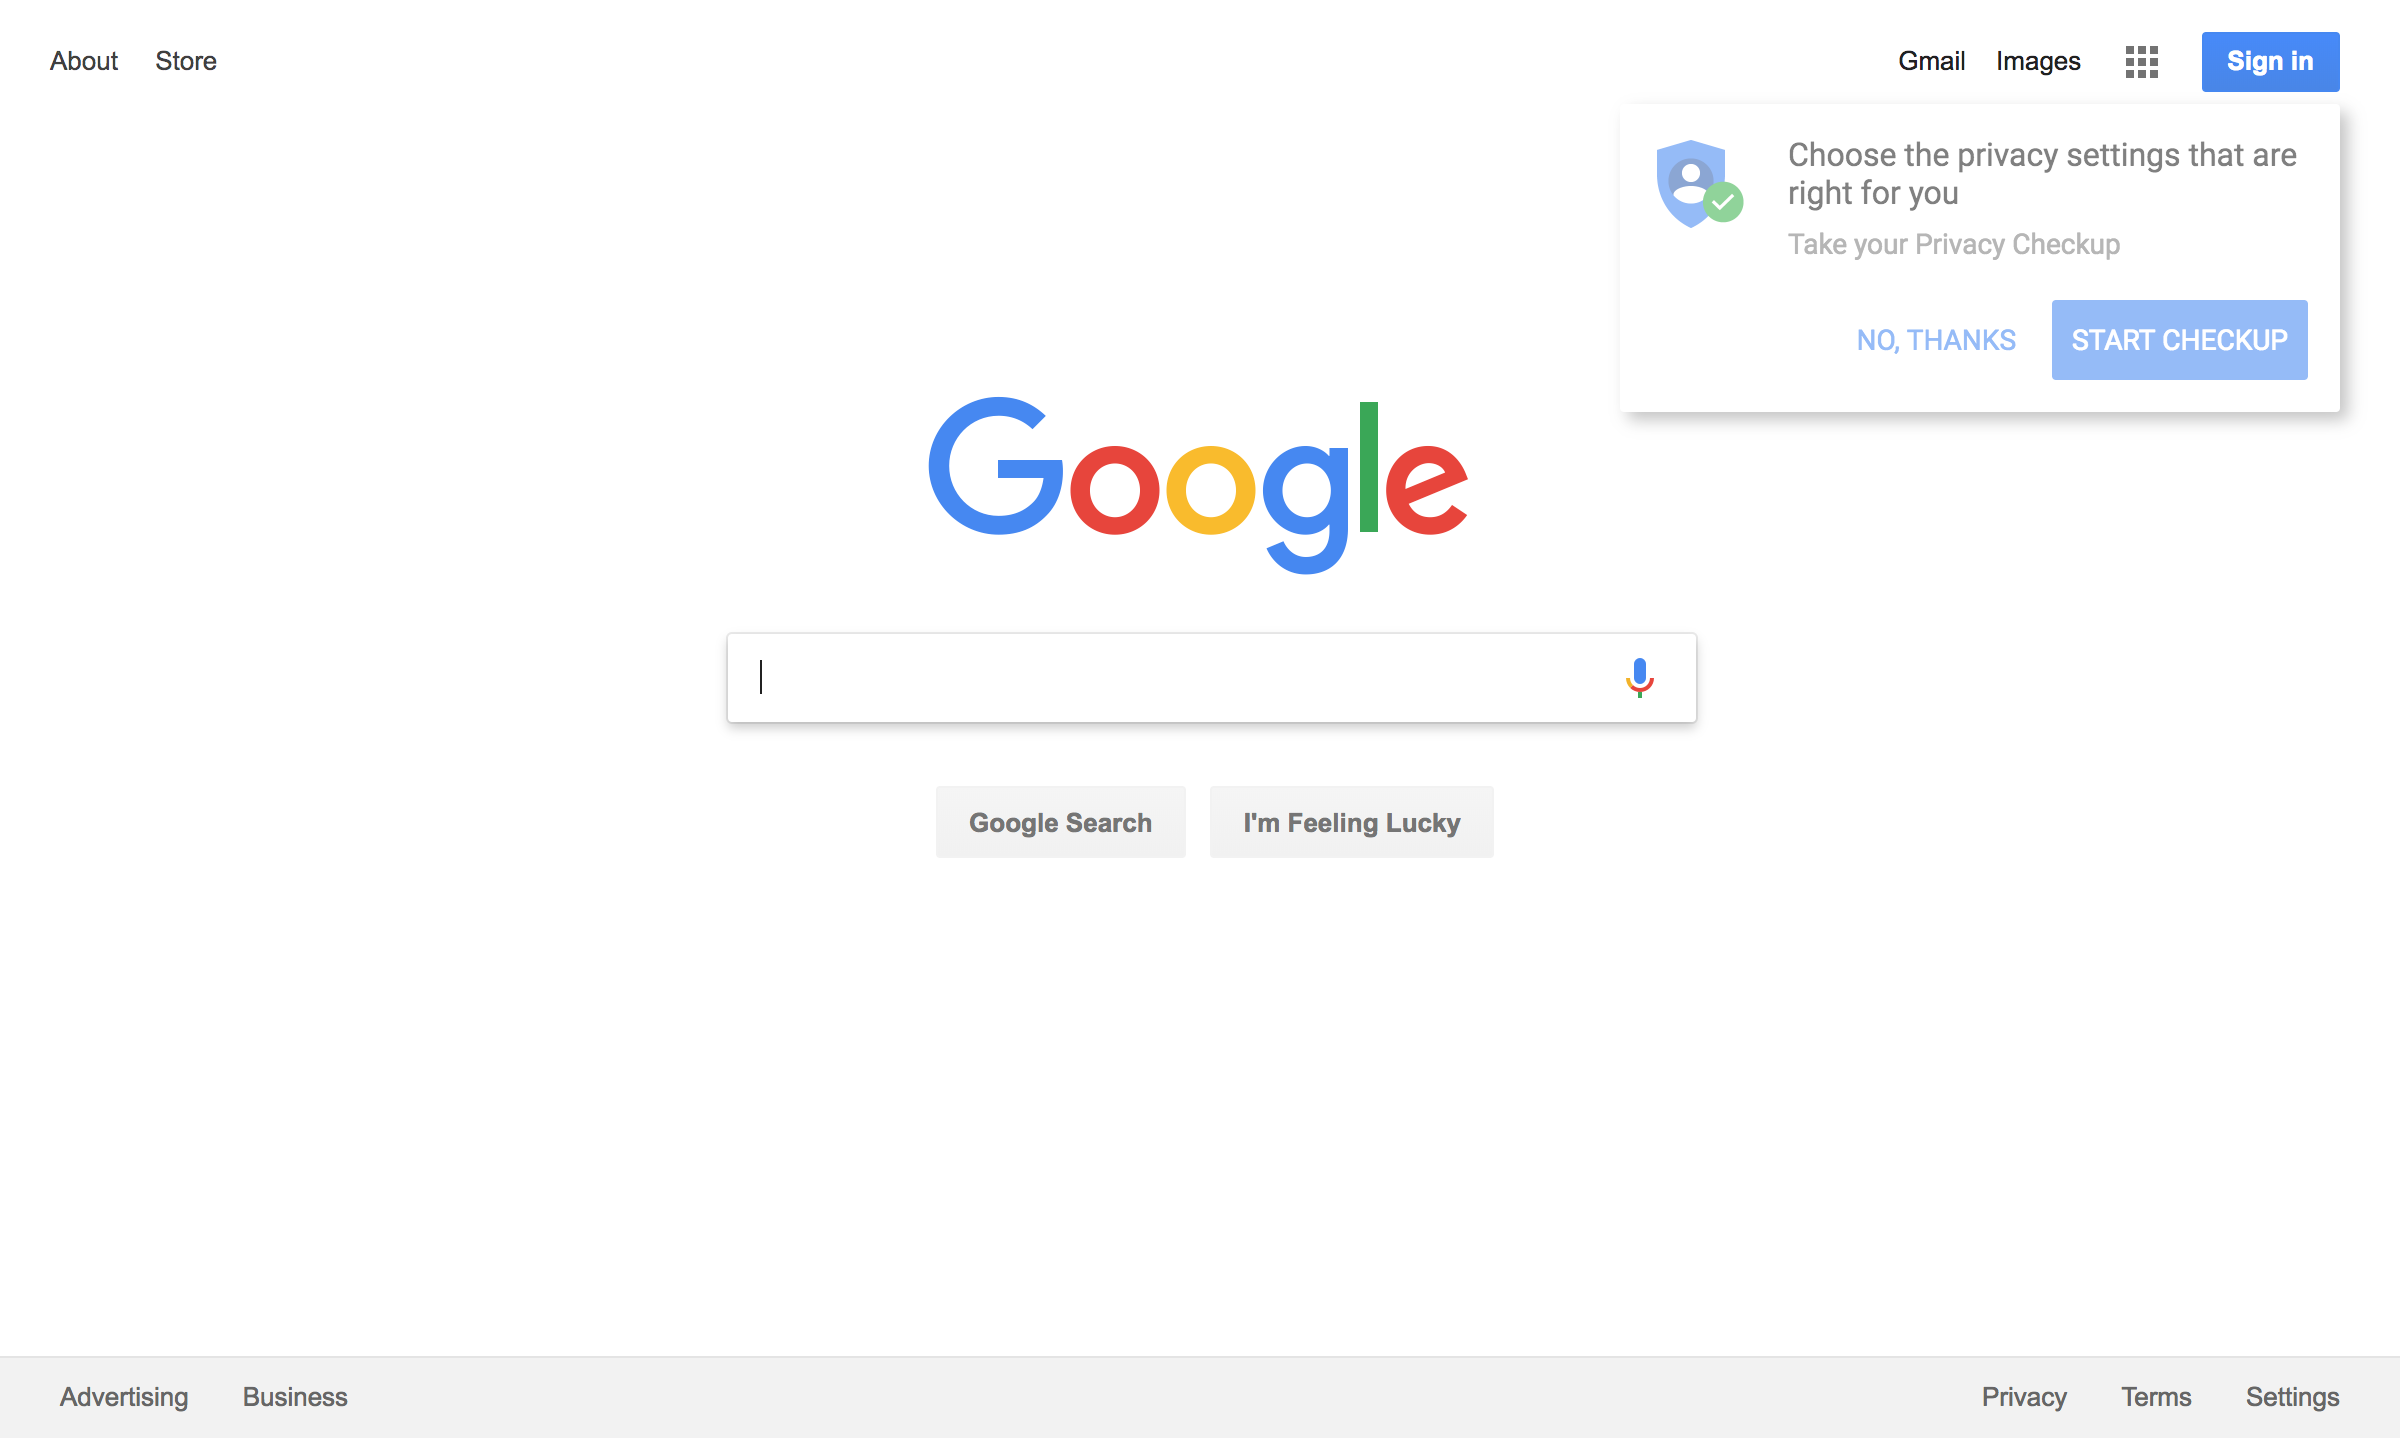 About Store Gmail Images Sign in
Choose the privacy settings that are
right for you
Take your Privacy Checkup
NO, THANKS START CHECKUP
Google
Google Search I'm Feeling Lucky
Advertising Business Privacy Terms Settings